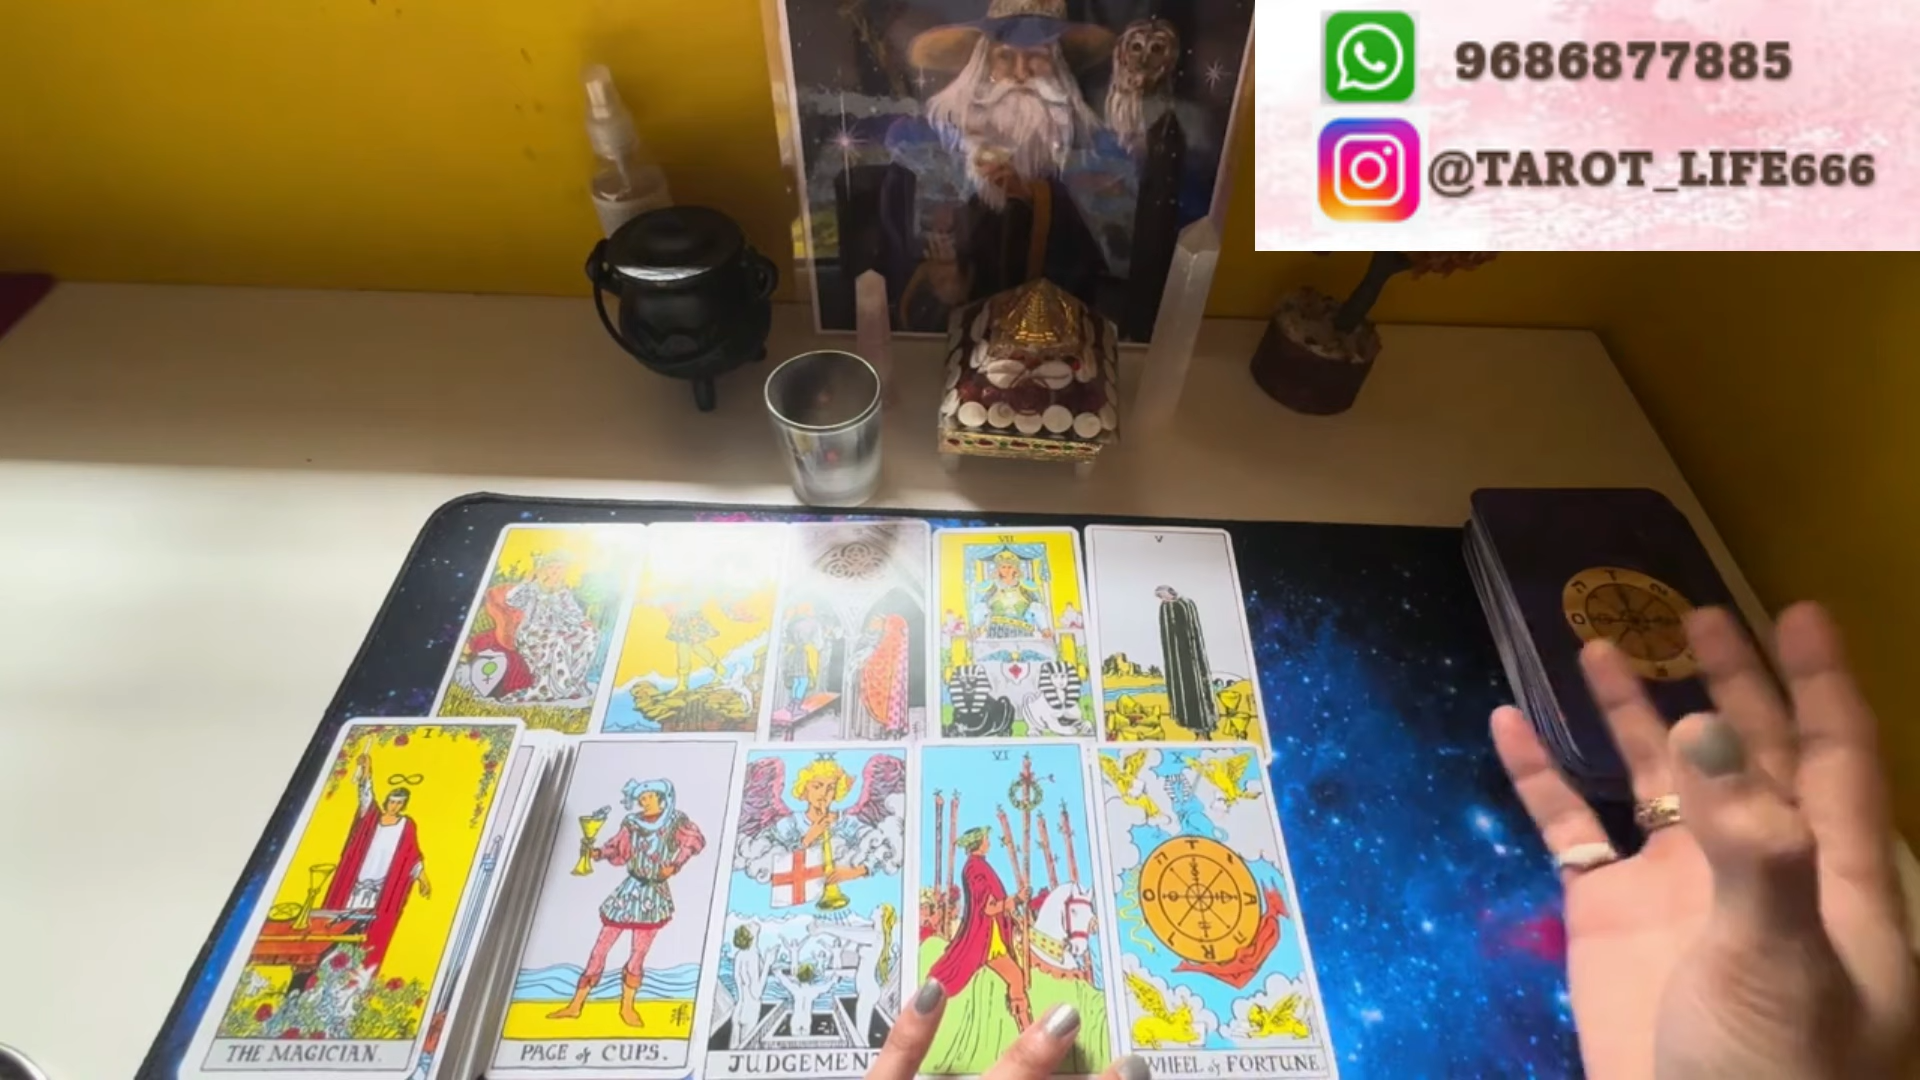 9686877885
@TAROT_LIFE666
VII
V
I
THE MAGICIAN.
PAGE of CUPS.
XX
JUDGEMENT
VI
X
WHEEL of FORTUNE.